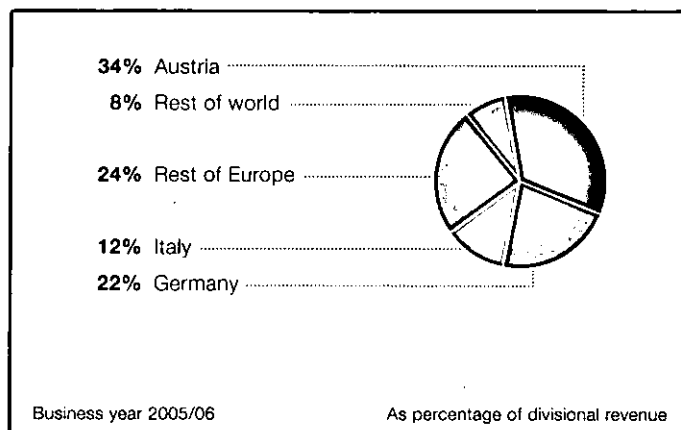 34% Austria
8% Rest of world
24% Rest of Europe
12% Italy
22% Germany
Business year 2005/06
As percentage of divisional revenue